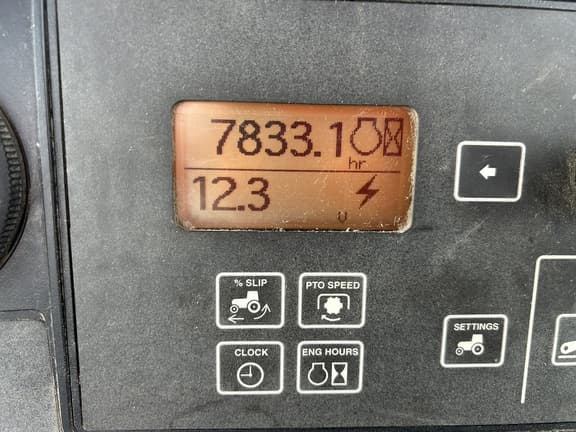 7833.1
hr
12.3
V
% SLIP
PTO SPEED
CLOCK
ENG HOURS
SETTINGS